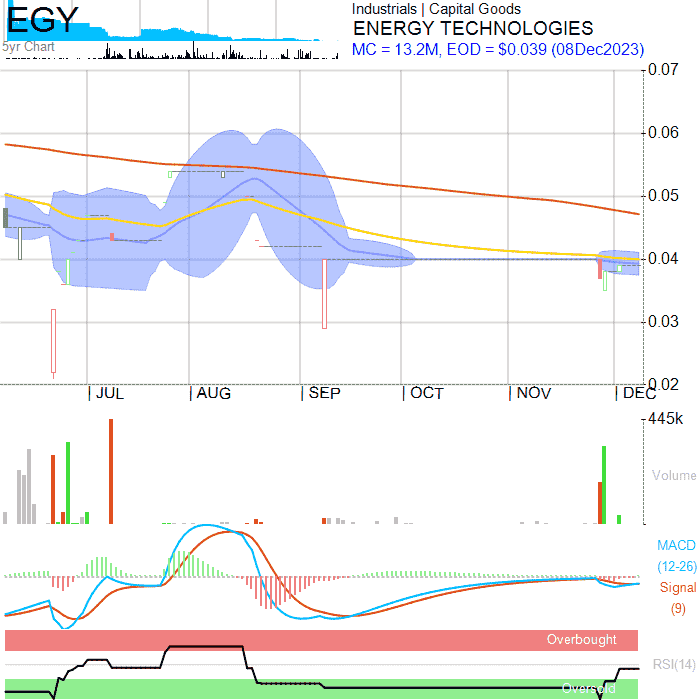 EGY
5yr Chart
Industrials | Capital Goods
ENERGY TECHNOLOGIES
MC = 13.2M, EOD = $0.039 (08Dec2023)
0.07
0.06
0.05
0.04
0.03
0.02
| JUL | AUG | SEP | OCT | NOV | DEC
445k
Volume
MACD
(12-26)
Signal
(9)
Overbought
RSI(14)
Oversold